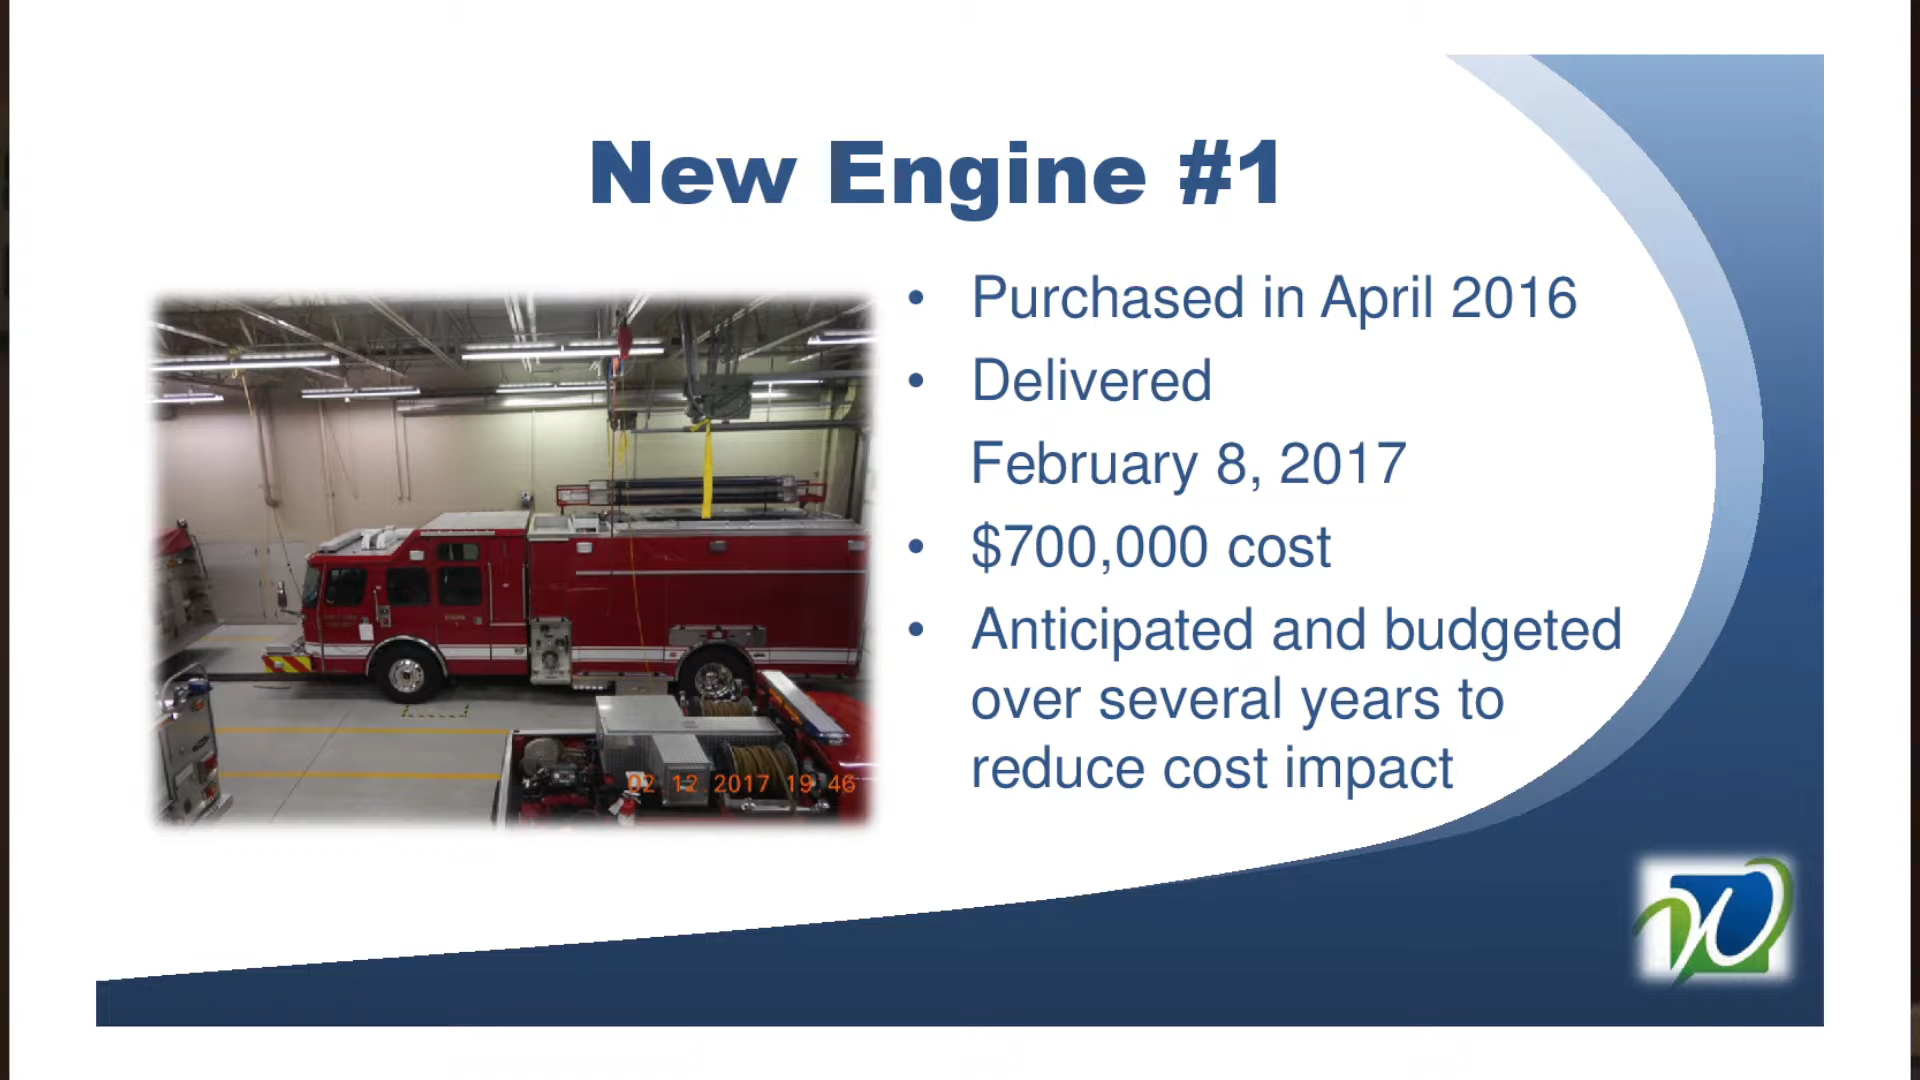 New Engine #1
• Purchased in April 2016
• Delivered
February 8, 2017
• $700,000 cost
• Anticipated and budgeted
over several years to
reduce cost impact
02 12 2017 19 46